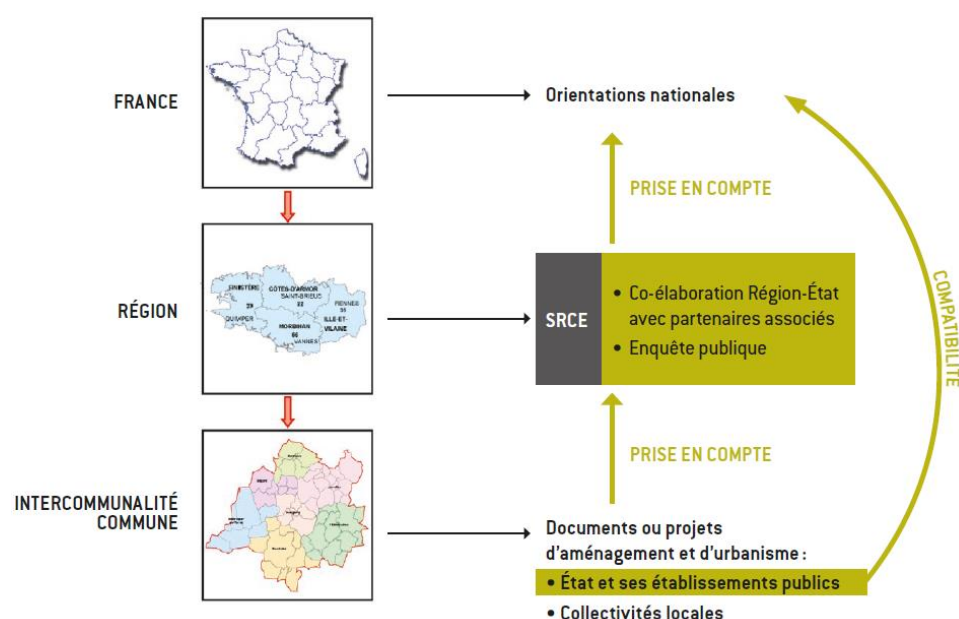 FRANCE
Orientations nationales
PRISE EN COMPTE
RÉGION
FINISTÈRE
29
QUIMPER
CÔTES-D'ARMOR
SAINT-BRIEUC
22
RENNES
35
ILLE-ET-
VILAINE
MORBIHAN
56
VANNES
SRCE
• Co-élaboration Région-État
avec partenaires associés
• Enquête publique
COMPATIBILITÉ
PRISE EN COMPTE
INTERCOMMUNALITÉ
COMMUNE
Documents ou projets
d'aménagement et d'urbanisme :
• État et ses établissements publics
• Collectivités locales